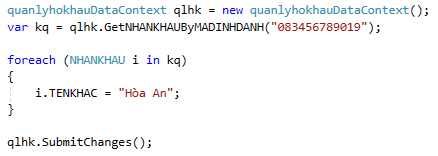 quanlyhokhauDataContext qlhk = new quanlyhokhauDataContext();
var kq = qlhk.GetNHANKHAUByMADINHDANH("083456789019");
foreach (NHANKHAU i in kq)
{
i.TENKHAC = "Hòa An";
}
qlhk.SubmitChanges();